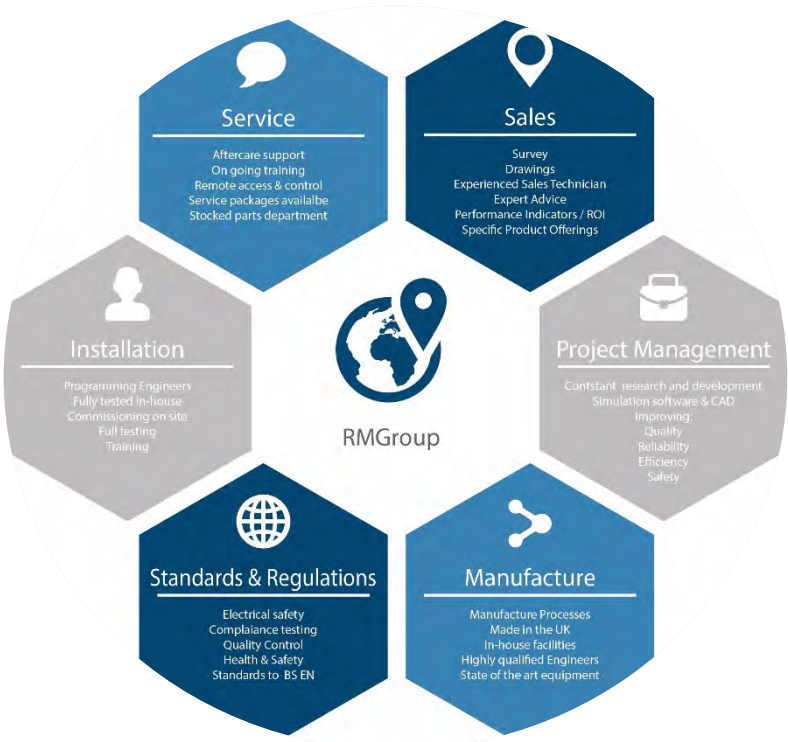 Service
Aftercare support
On going training
Remote access & control
Service packages availalbe
Stocked parts department
Sales
Survey
Drawings
Experienced Sales Technician
Expert Advice
Performance Indicators / ROI
Specific Product Offerings
Installation
Programming Engineers
Fully tested in-house
Commissioning on site
Full testing
Training
RMGroup
Project Management
Contstant research and development
Simulation software & CAD
Improving:
Quality
Reliability
Efficiency
Safety
Standards & Regulations
Electrical safety
Complaiance testing
Quality Control
Health & Safety
Standards to BS EN
Manufacture
Manufacture Processes
Made in the UK
In-house facilities
Highly qualified Engineers
State of the art equipment